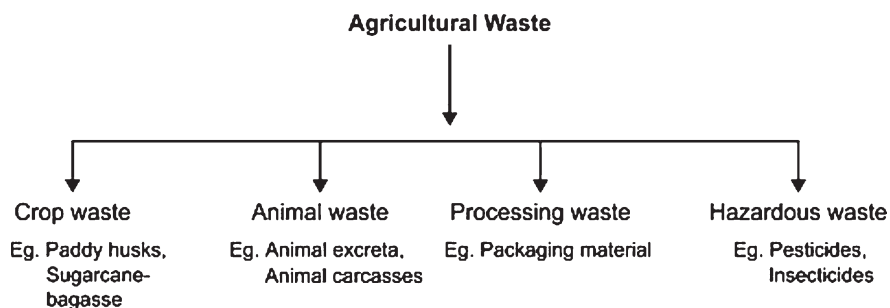 Agricultural Waste
Crop waste
Eg. Paddy husks,
Sugarcane-
bagasse
Animal waste
Eg. Animal excreta,
Animal carcasses
Processing waste
Eg. Packaging material
Hazardous waste
Eg. Pesticides,
Insecticides